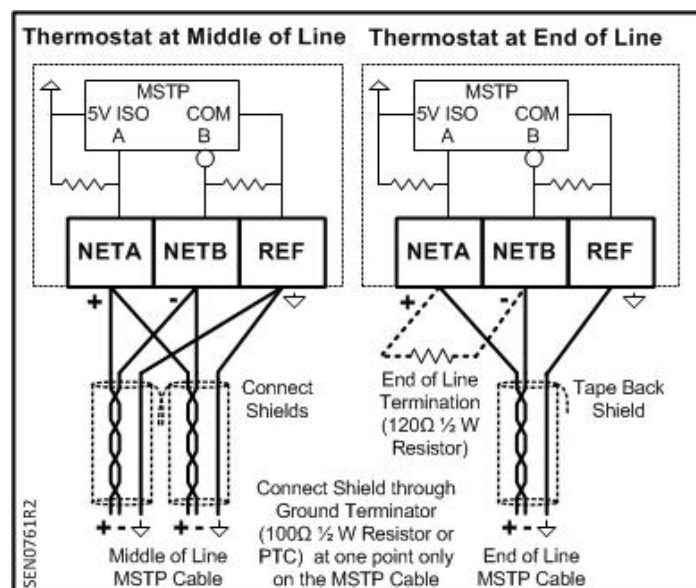 Thermostat at Middle of Line
Thermostat at End of Line
MSTP
5V ISO COM
A B
NETA NETB REF
+ -
Connect
Shields
+ - + -
Middle of Line
MSTP Cable
MSTP
5V ISO COM
A B
NETA NETB REF
+ -
End of Line
Termination
(120Ω ½ W
Resistor)
Tape Back
Shield
Connect Shield through
Ground Terminator
(100Ω ½ W Resistor or
PTC) at one point only
on the MSTP Cable
+ -
End of Line
MSTP Cable
SEN0761R2